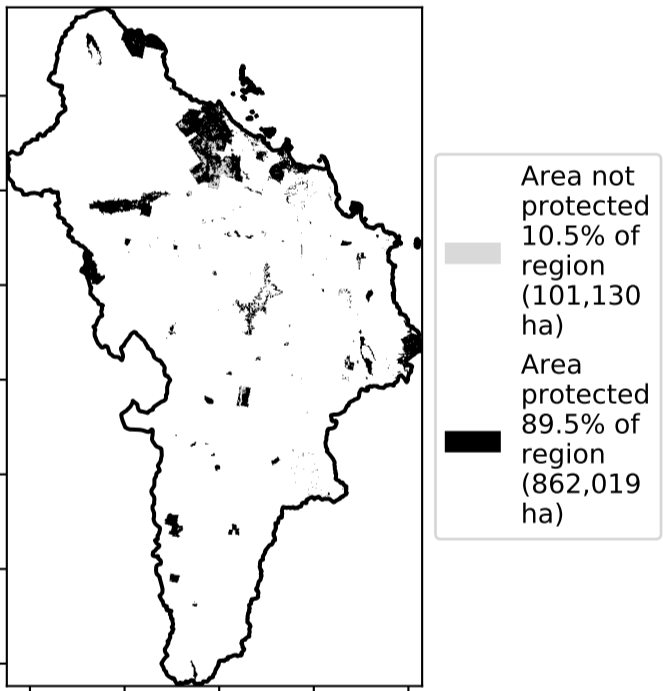 Area not
protected
10.5% of
region
(101,130
ha)
Area
protected
89.5% of
region
(862,019
ha)